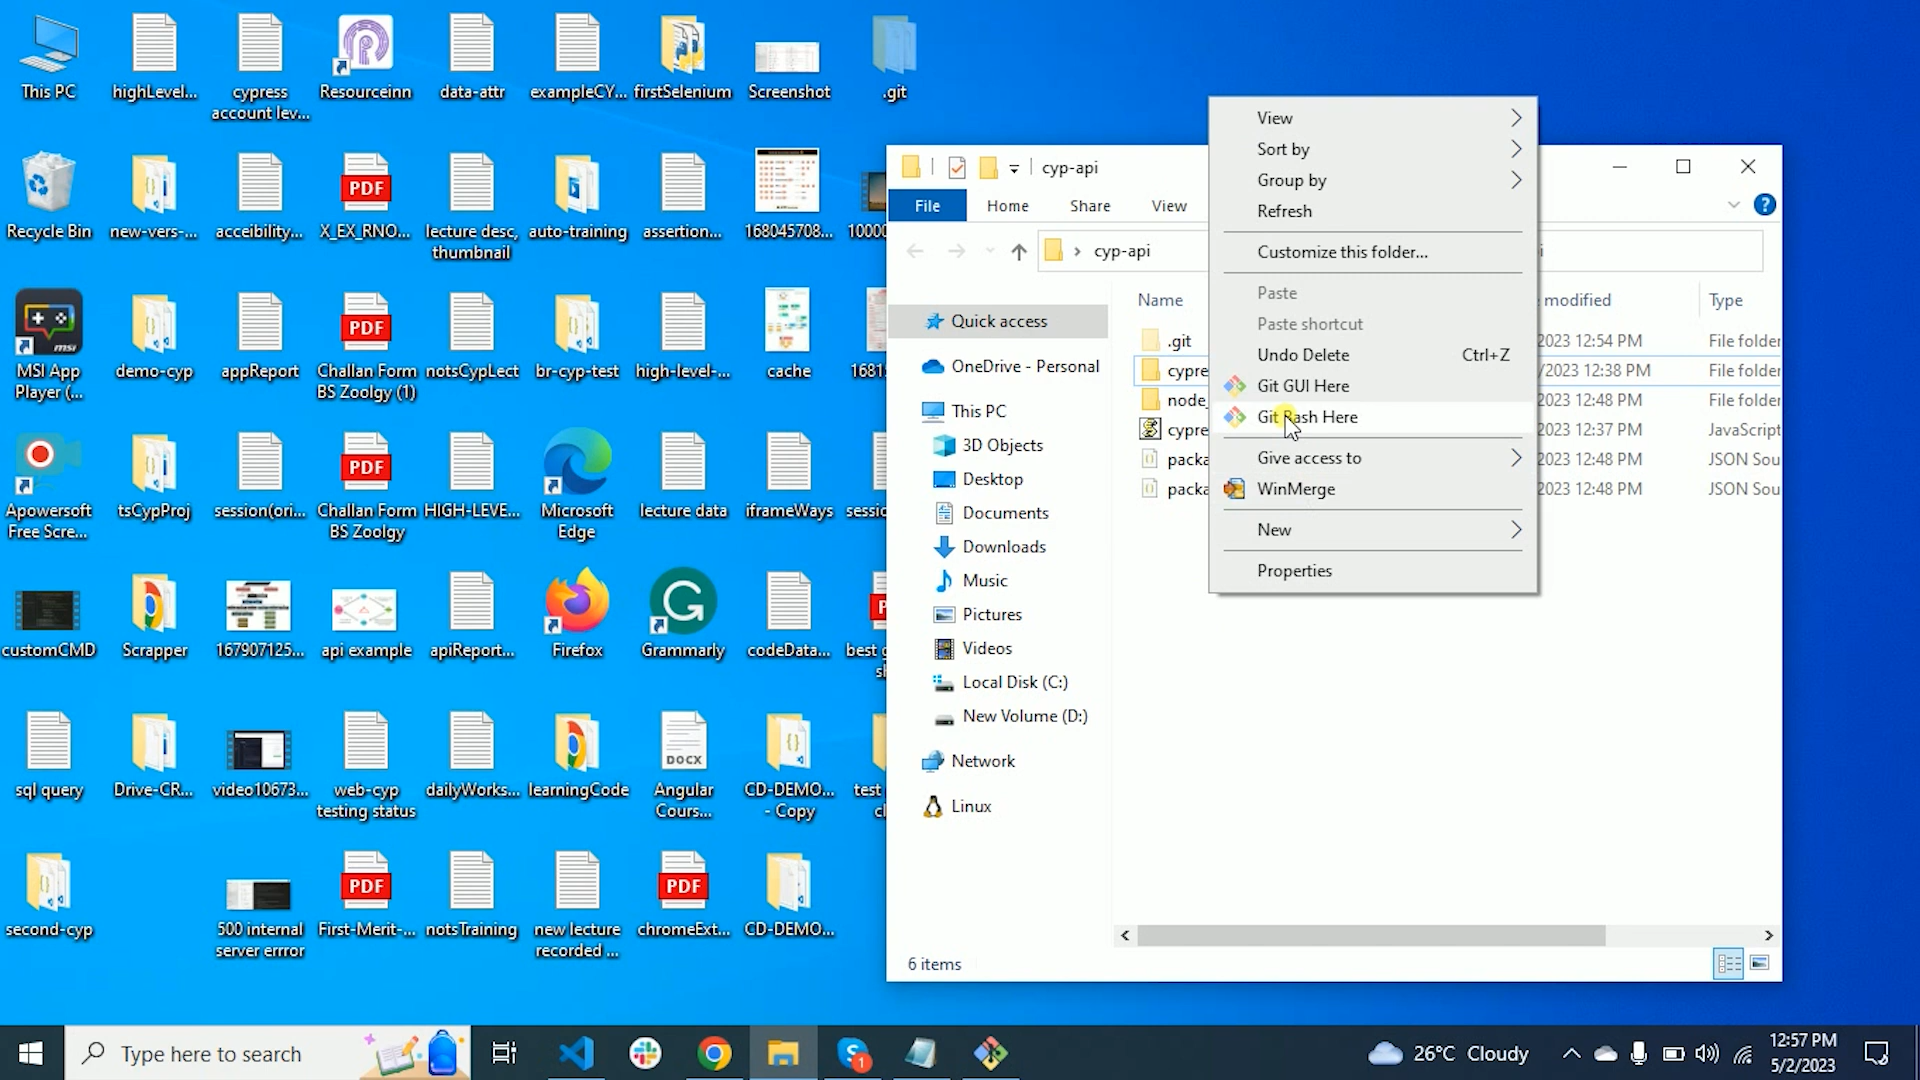 This PC
highLevel...
cypress
account lev...
Resourceinn
data-attr
exampleCY...
firstSelenium
Screenshot
.git
Recycle Bin
new-vers-...
acceibility...
PDF
X_EX_RNO...
lecture desc,
thumbnail
auto-training
assertion...
168045708...
10000
msi
MSI App
Player (...
demo-cyp
appReport
PDF
Challan Form
BS Zoolgy (1)
notsCypLect
br-cyp-test
high-level-...
cache
1681
Apowersoft
Free Scre...
tsCypProj
session(ori...
PDF
Challan Form
BS Zoolgy
HIGH-LEVE...
Microsoft
Edge
lecture data
iframeWays
sessio
customCMD
Scrapper
167907125...
api example
apiReport...
Firefox
Grammarly
codeData...
best g
sh
sql query
Drive-CR...
video10673...
web-cyp
testing status
dailyWorks...
learningCode
DOCX
Angular
Cours...
CD-DEMO...
- Copy
test
cl
second-cyp
500 internal
server errror
PDF
First-Merit-...
notsTraining
new lecture
recorded ...
PDF
chromeExt...
CD-DEMO...
cyp-api
File
Home
Share
View
cyp-api
Name
modified
Type
Quick access
OneDrive - Personal
This PC
3D Objects
Desktop
Documents
Downloads
Music
Pictures
Videos
Local Disk (C:)
New Volume (D:)
Network
Linux
.git
2023 12:54 PM
File folder
cypre
/2023 12:38 PM
File folder
node_
2023 12:48 PM
File folder
cypre
2023 12:37 PM
JavaScript
packa
2023 12:48 PM
JSON Sou
packa
2023 12:48 PM
JSON Sou
6 items
View
Sort by
Group by
Refresh
Customize this folder...
Paste
Paste shortcut
Undo Delete Ctrl+Z
Git GUI Here
Git Bash Here
Give access to
WinMerge
New
Properties
Type here to search
1
26°C Cloudy
12:57 PM
5/2/2023